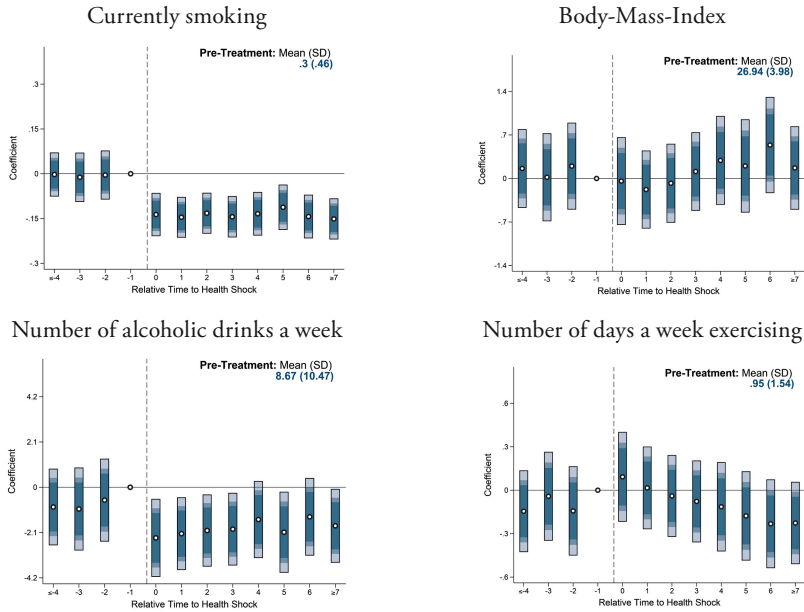 Currently smoking
Pre-Treatment: Mean (SD)
.3 (.46)
Coefficient
.3
.15
0
-.15
-.3
≤-4 -3 -2 -1 0 1 2 3 4 5 6 ≥7
Relative Time to Health Shock
Body-Mass-Index
Pre-Treatment: Mean (SD)
26.94 (3.98)
Coefficient
1.4
.7
0
-.7
-1.4
≤-4 -3 -2 -1 0 1 2 3 4 5 6 ≥7
Relative Time to Health Shock
Number of alcoholic drinks a week
Pre-Treatment: Mean (SD)
8.67 (10.47)
Coefficient
4.2
2.1
0
-2.1
-4.2
≤-4 -3 -2 -1 0 1 2 3 4 5 6 ≥7
Relative Time to Health Shock
Number of days a week exercising
Pre-Treatment: Mean (SD)
.95 (1.54)
Coefficient
.6
.3
0
-.3
-.6
≤-4 -3 -2 -1 0 1 2 3 4 5 6 ≥7
Relative Time to Health Shock